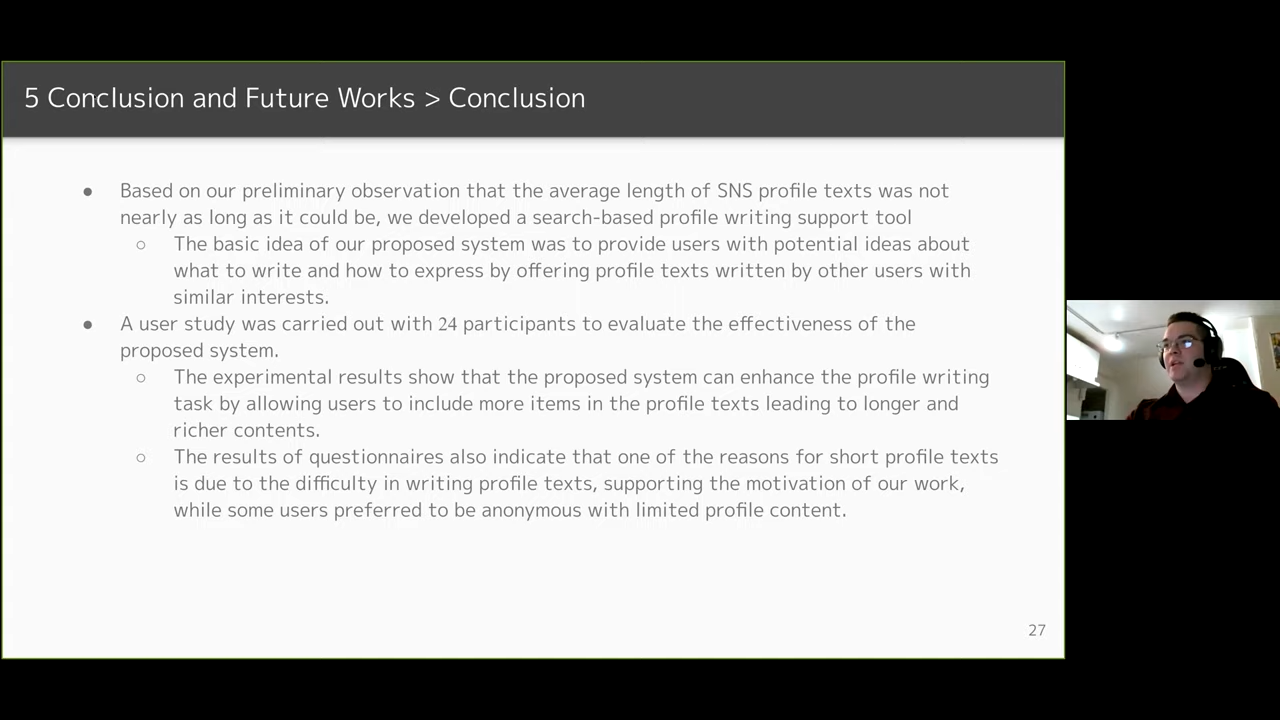 5 Conclusion and Future Works > Conclusion
● Based on our preliminary observation that the average length of SNS profile texts was not
nearly as long as it could be, we developed a search-based profile writing support tool
○ The basic idea of our proposed system was to provide users with potential ideas about
what to write and how to express by offering profile texts written by other users with
similar interests.
● A user study was carried out with 24 participants to evaluate the effectiveness of the
proposed system.
○ The experimental results show that the proposed system can enhance the profile writing
task by allowing users to include more items in the profile texts leading to longer and
richer contents.
○ The results of questionnaires also indicate that one of the reasons for short profile texts
is due to the difficulty in writing profile texts, supporting the motivation of our work,
while some users preferred to be anonymous with limited profile content.
27